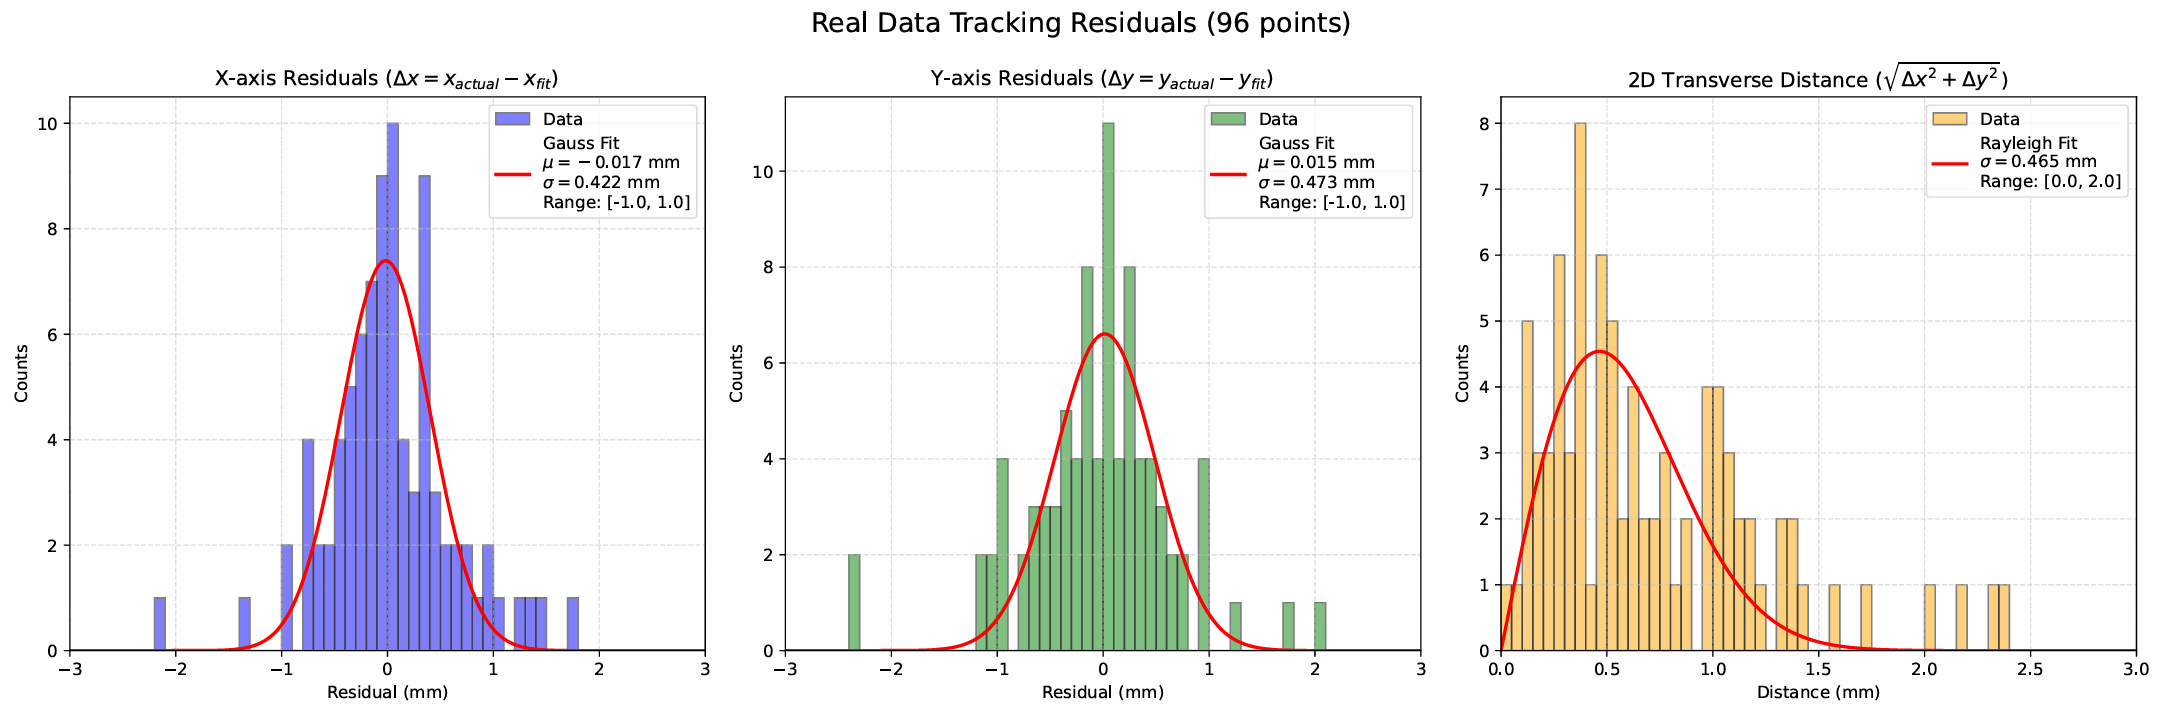 Real Data Tracking Residuals (96 points)
X-axis Residuals (Δx = x_actual − x_fit)
Counts
10
8
6
4
2
0
−3
−2
−1
0
1
2
3
Residual (mm)
Data
Gauss Fit
μ = −0.017 mm
σ = 0.422 mm
Range: [-1.0, 1.0]
Y-axis Residuals (Δy = y_actual − y_fit)
Counts
10
8
6
4
2
0
−3
−2
−1
0
1
2
3
Residual (mm)
Data
Gauss Fit
μ = 0.015 mm
σ = 0.473 mm
Range: [-1.0, 1.0]
2D Transverse Distance (√Δx² + Δy²)
Counts
8
7
6
5
4
3
2
1
0
0.0
0.5
1.0
1.5
2.0
2.5
3.0
Distance (mm)
Data
Rayleigh Fit
σ = 0.465 mm
Range: [0.0, 2.0]